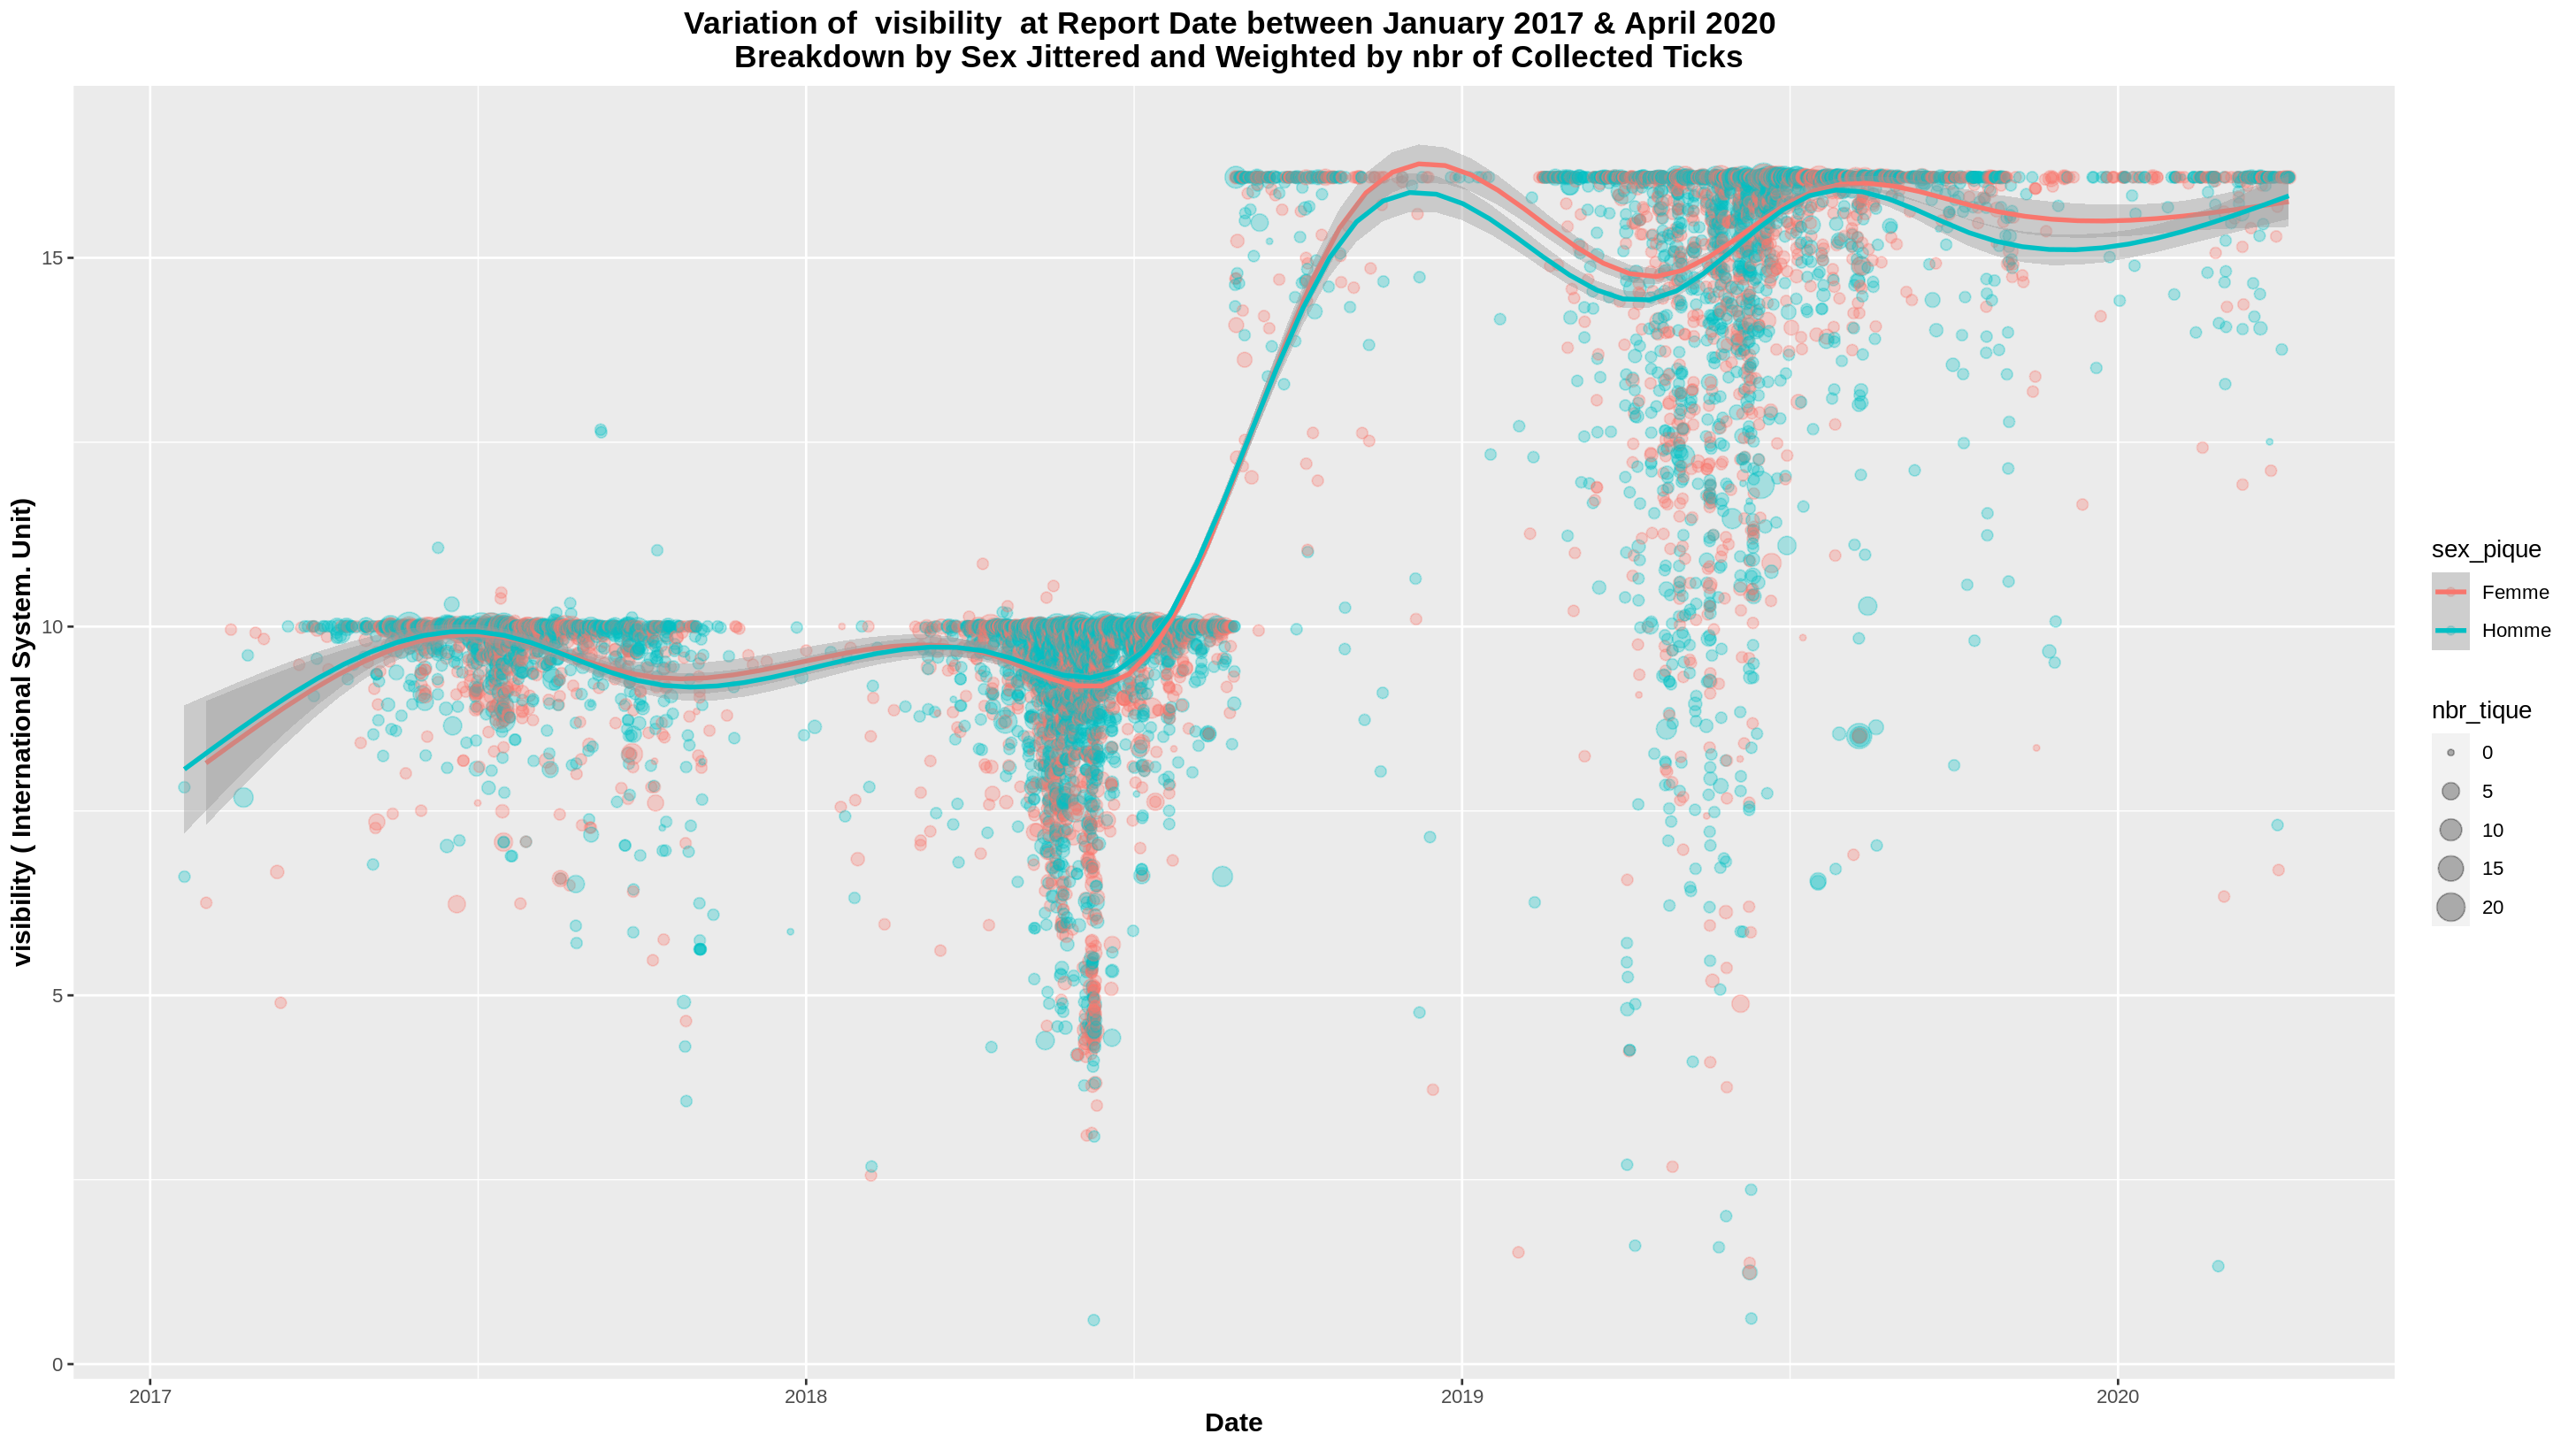 Variation of  visibility  at Report Date between January 2017 & April 2020
Breakdown by Sex Jittered and Weighted by nbr of Collected Ticks
visibility ( International System. Unit)
15
10
5
0
2017
2018
2019
2020
Date
sex_pique
Femme
Homme
nbr_tique
0
5
10
15
20